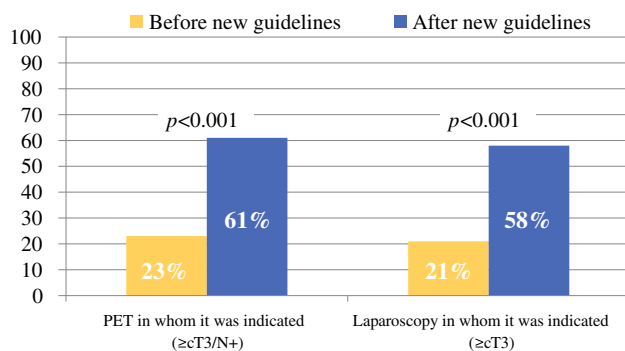 Before new guidelines After new guidelines
100
90
80
70
60
50
40
30
20
10
0
p<0.001 p<0.001
61% 58%
23% 21%
PET in whom it was indicated
(≥cT3/N+)
Laparoscopy in whom it was indicated
(≥cT3)